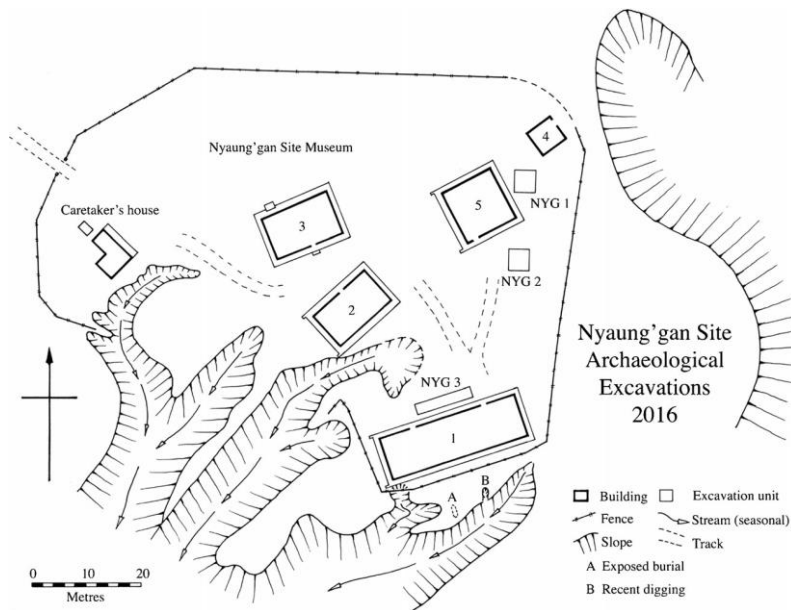 4
Nyaung’gan Site Museum
5
NYG 1
Caretaker’s house
3
NYG 2
2
Nyaung’gan Site
Archaeological
Excavations
2016
NYG 3
1
B
A
Building
Excavation unit
Fence
Stream (seasonal)
Slope
Track
A Exposed burial
B Recent digging
0 10 20
Metres